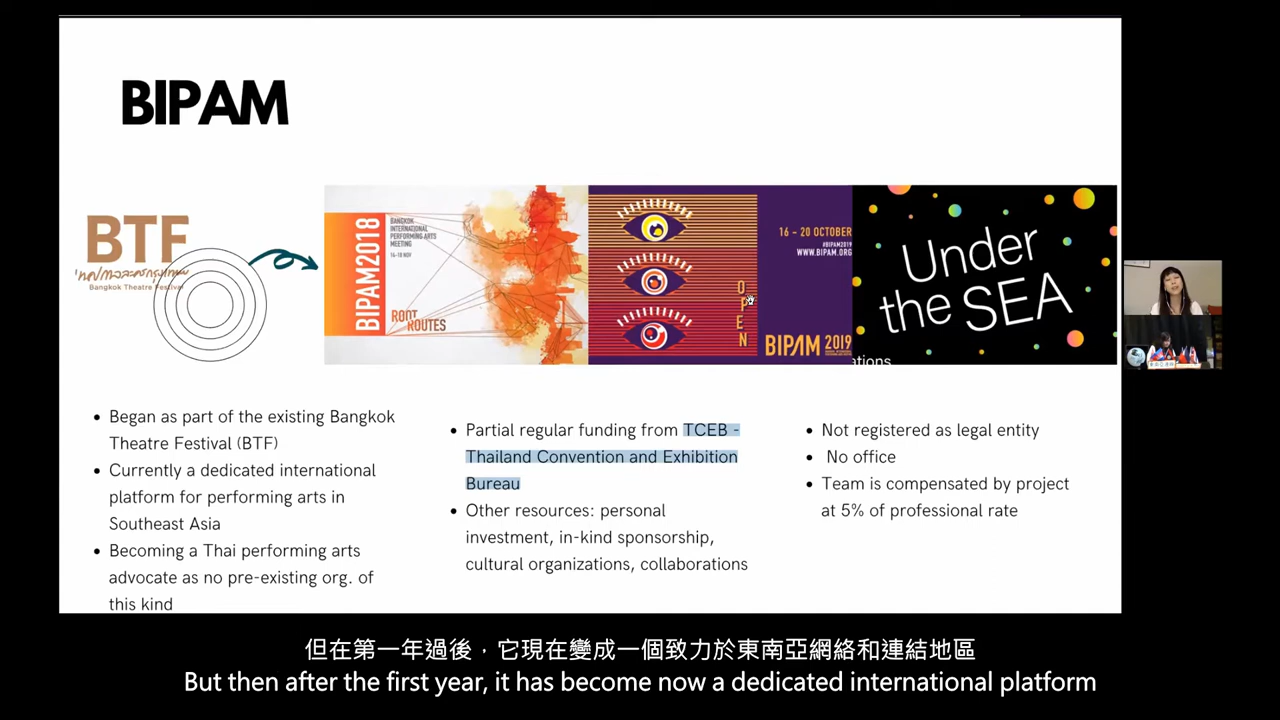 BIPAM
BTF
Bangkok Theatre Festival
BIPAM2018
BANGKOK
INTERNATIONAL
PERFORMING ARTS
MEETING
14-18 NOV
ROOT
ROUTES
OPEN
16 – 20 OCTOBER
#BIPAM2019
WWW.BIPAM.ORG
BIPAM 2019
Under
the SEA
ations
• Began as part of the existing Bangkok
Theatre Festival (BTF)
• Currently a dedicated international
platform for performing arts in
Southeast Asia
• Becoming a Thai performing arts
advocate as no pre-existing org. of
this kind
• Partial regular funding from TCEB -
Thailand Convention and Exhibition
Bureau
• Other resources: personal
investment, in-kind sponsorship,
cultural organizations, collaborations
• Not registered as legal entity
• No office
• Team is compensated by project
at 5% of professional rate
但在第一年過後，它現在變成一個致力於東南亞網絡和連結地區
But then after the first year, it has become now a dedicated international platform